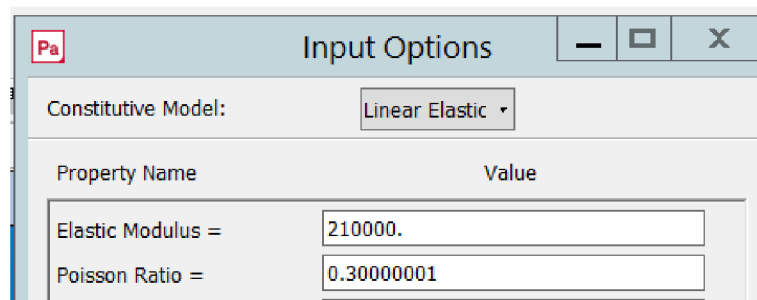 Pa Input Options
Constitutive Model: Linear Elastic
Property Name Value
Elastic Modulus = 210000.
Poisson Ratio = 0.30000001